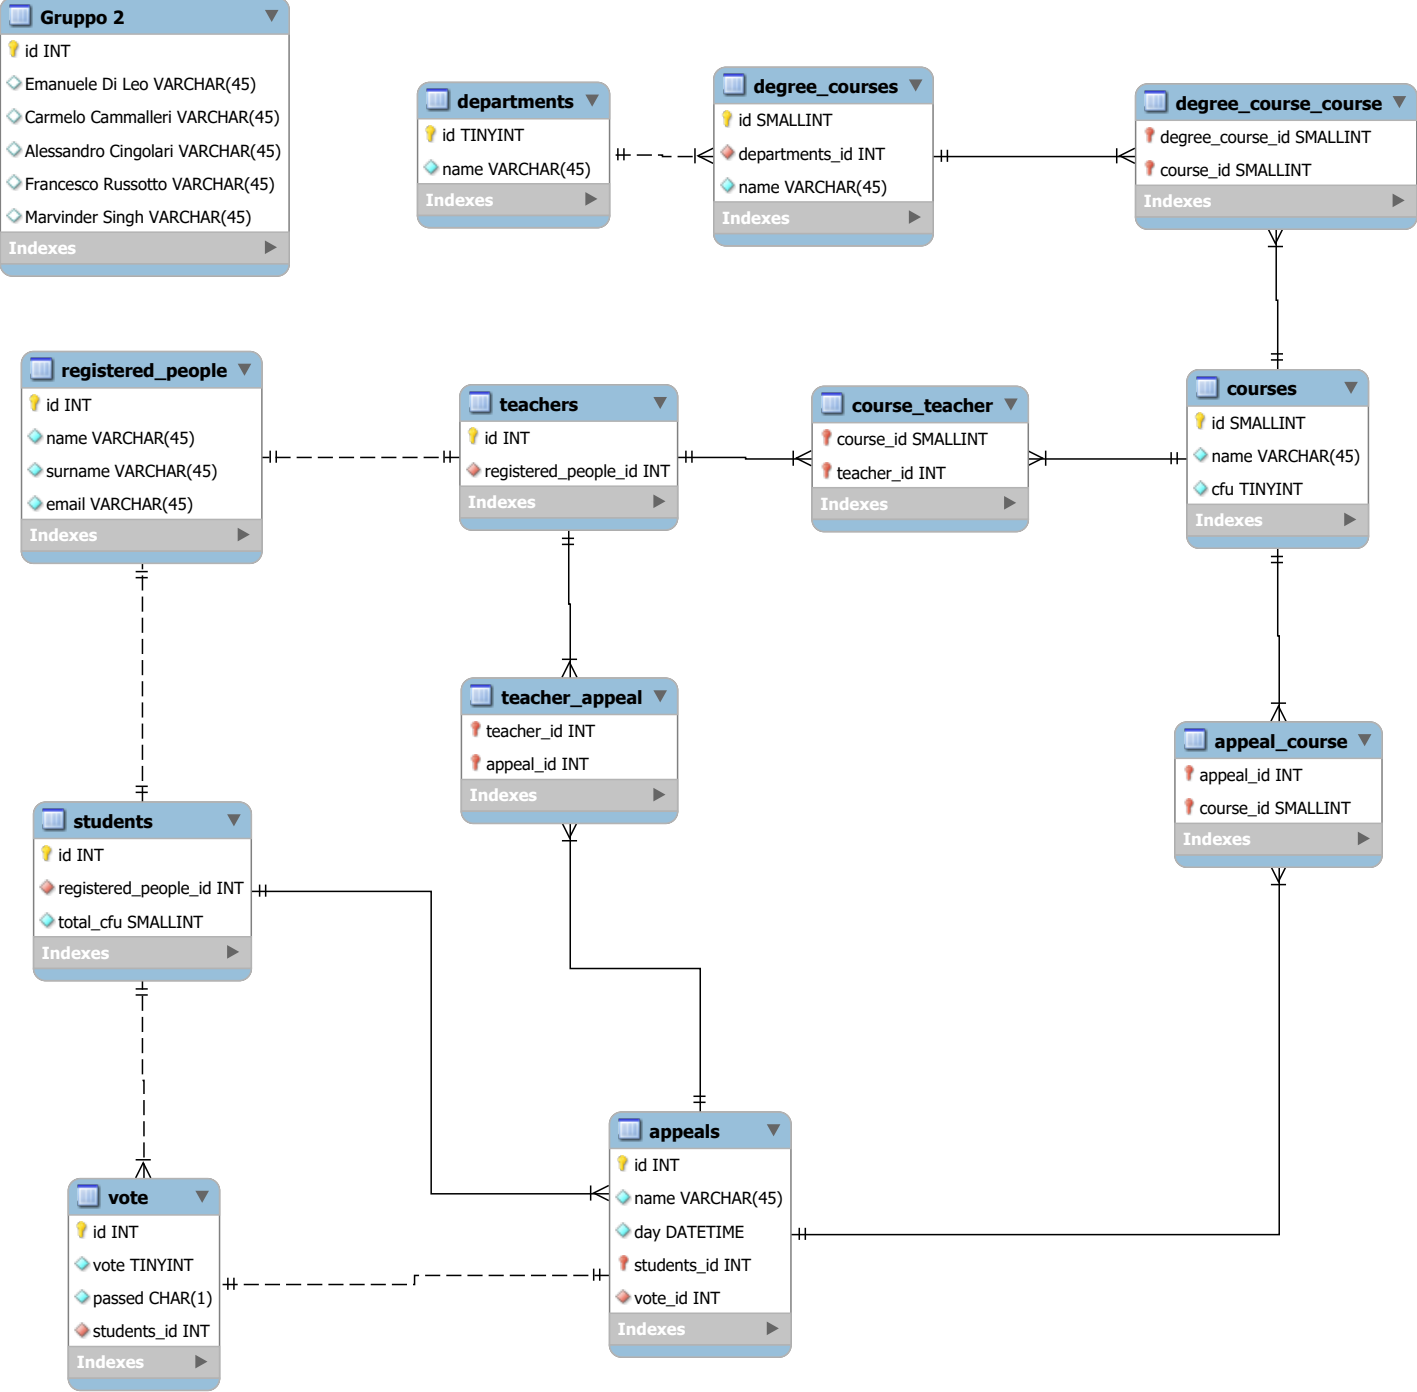 Gruppo 2
id INT
Emanuele Di Leo VARCHAR(45)
Carmelo Cammalleri VARCHAR(45)
Alessandro Cingolari VARCHAR(45)
Francesco Russotto VARCHAR(45)
Marvinder Singh VARCHAR(45)
Indexes
departments
id TINYINT
name VARCHAR(45)
Indexes
degree_courses
id SMALLINT
departments_id INT
name VARCHAR(45)
Indexes
degree_course_course
degree_course_id SMALLINT
course_id SMALLINT
Indexes
registered_people
id INT
name VARCHAR(45)
surname VARCHAR(45)
email VARCHAR(45)
Indexes
teachers
id INT
registered_people_id INT
Indexes
course_teacher
course_id SMALLINT
teacher_id INT
Indexes
courses
id SMALLINT
name VARCHAR(45)
cfu TINYINT
Indexes
teacher_appeal
teacher_id INT
appeal_id INT
Indexes
appeal_course
appeal_id INT
course_id SMALLINT
Indexes
students
id INT
registered_people_id INT
total_cfu SMALLINT
Indexes
appeals
id INT
name VARCHAR(45)
day DATETIME
students_id INT
vote_id INT
Indexes
vote
id INT
vote TINYINT
passed CHAR(1)
students_id INT
Indexes